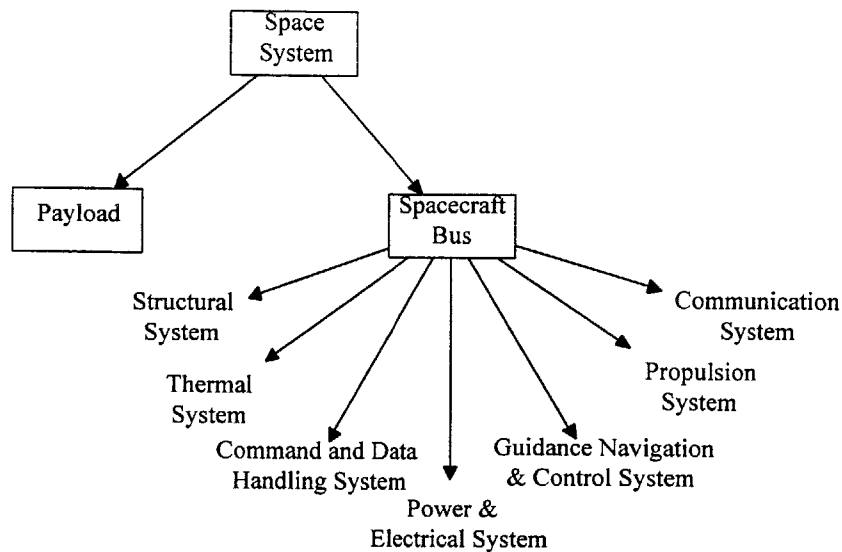 Space
System
Payload
Spacecraft
Bus
Structural
System
Thermal
System
Command and Data
Handling System
Power &
Electrical System
Guidance Navigation
& Control System
Propulsion
System
Communication
System